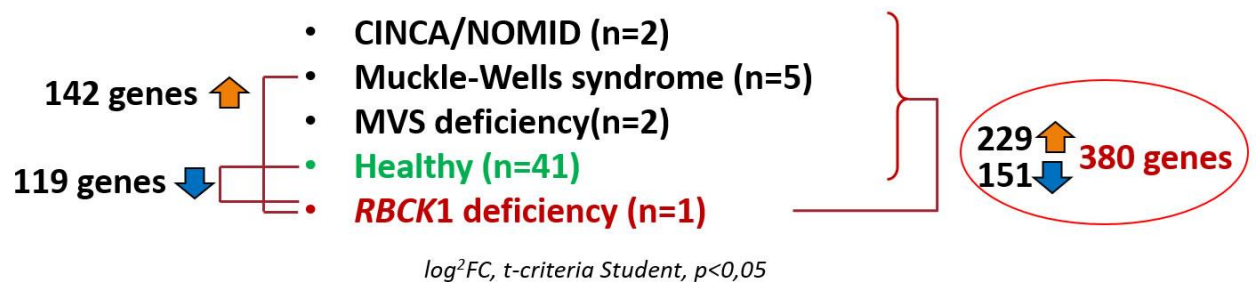 • CINCA/NOMID (n=2)
142 genes • Muckle-Wells syndrome (n=5)
• MVS deficiency(n=2)
229
151
380 genes
119 genes • Healthy (n=41)
• RBCK1 deficiency (n=1)
log²FC, t-criteria Student, p<0,05